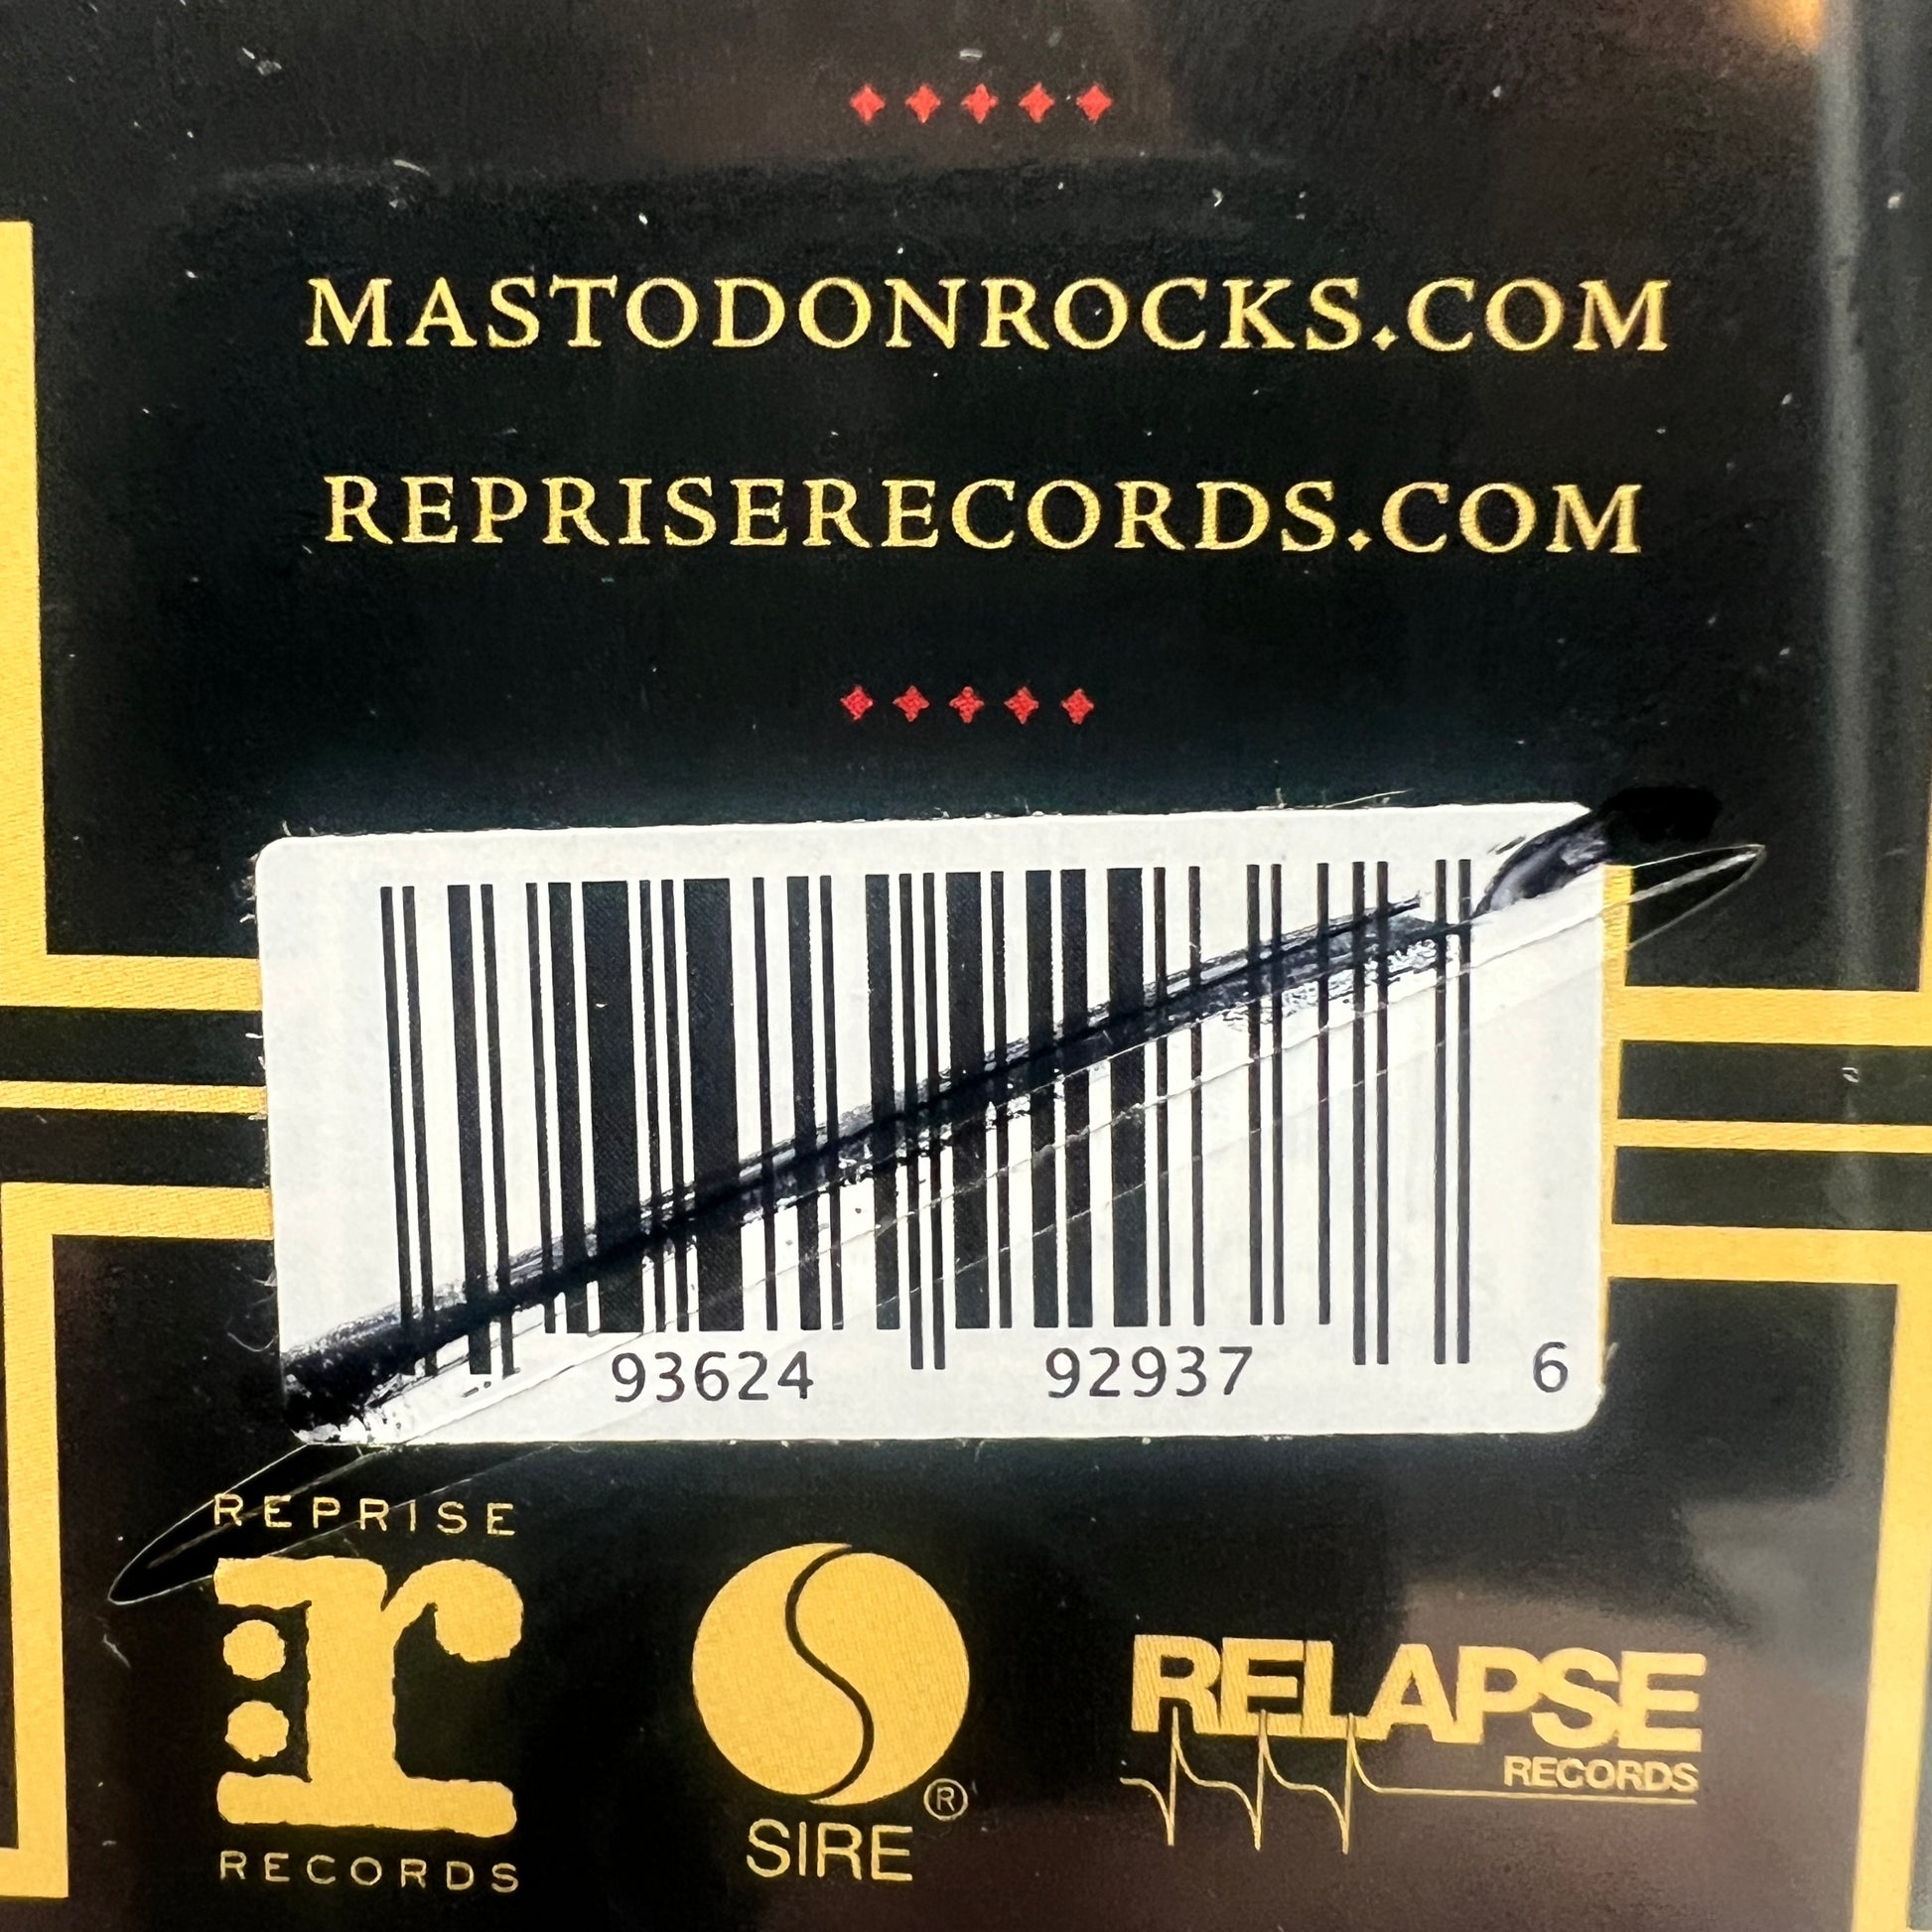 MASTODONROCKS.COM
REPRISERECORDS.COM
93624 92937 6
REPRISE
r
RECORDS
SIRE ®
RELAPSE
RECORDS